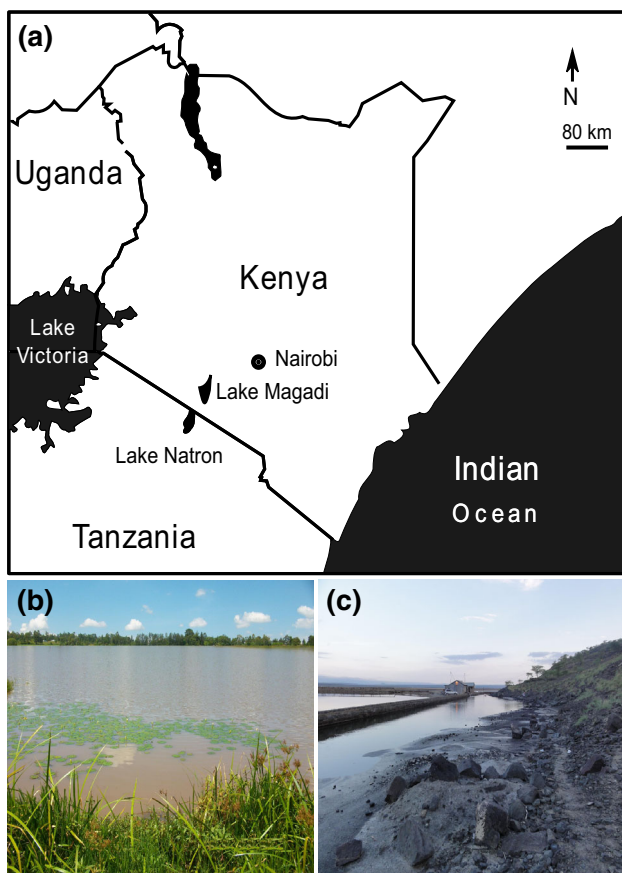 (a)
N
80 km
Uganda
Kenya
Lake
Victoria
Nairobi
Lake Magadi
Lake Natron
Indian
Ocean
Tanzania
(b)
(c)